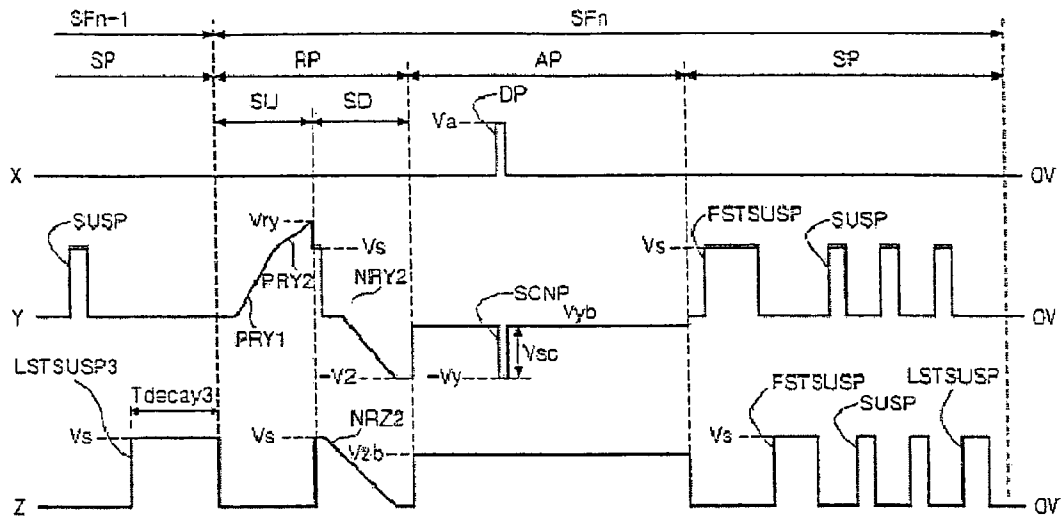 SFn-1 SFn
SP RP AP SP
SU SD DP
Va
X 0V
SUSP Vry Vs FSTSUSP SUSP
Vs
PRY2 NRY2 SCNP
Y Vyb 0V
PRY1 Vsc
LSTSUSP3 -V2 -Vy
Tdecay3 FSTSUSP LSTSUSP
NRZ2 SUSP
Vs Vs Vzb Vs
Z 0V